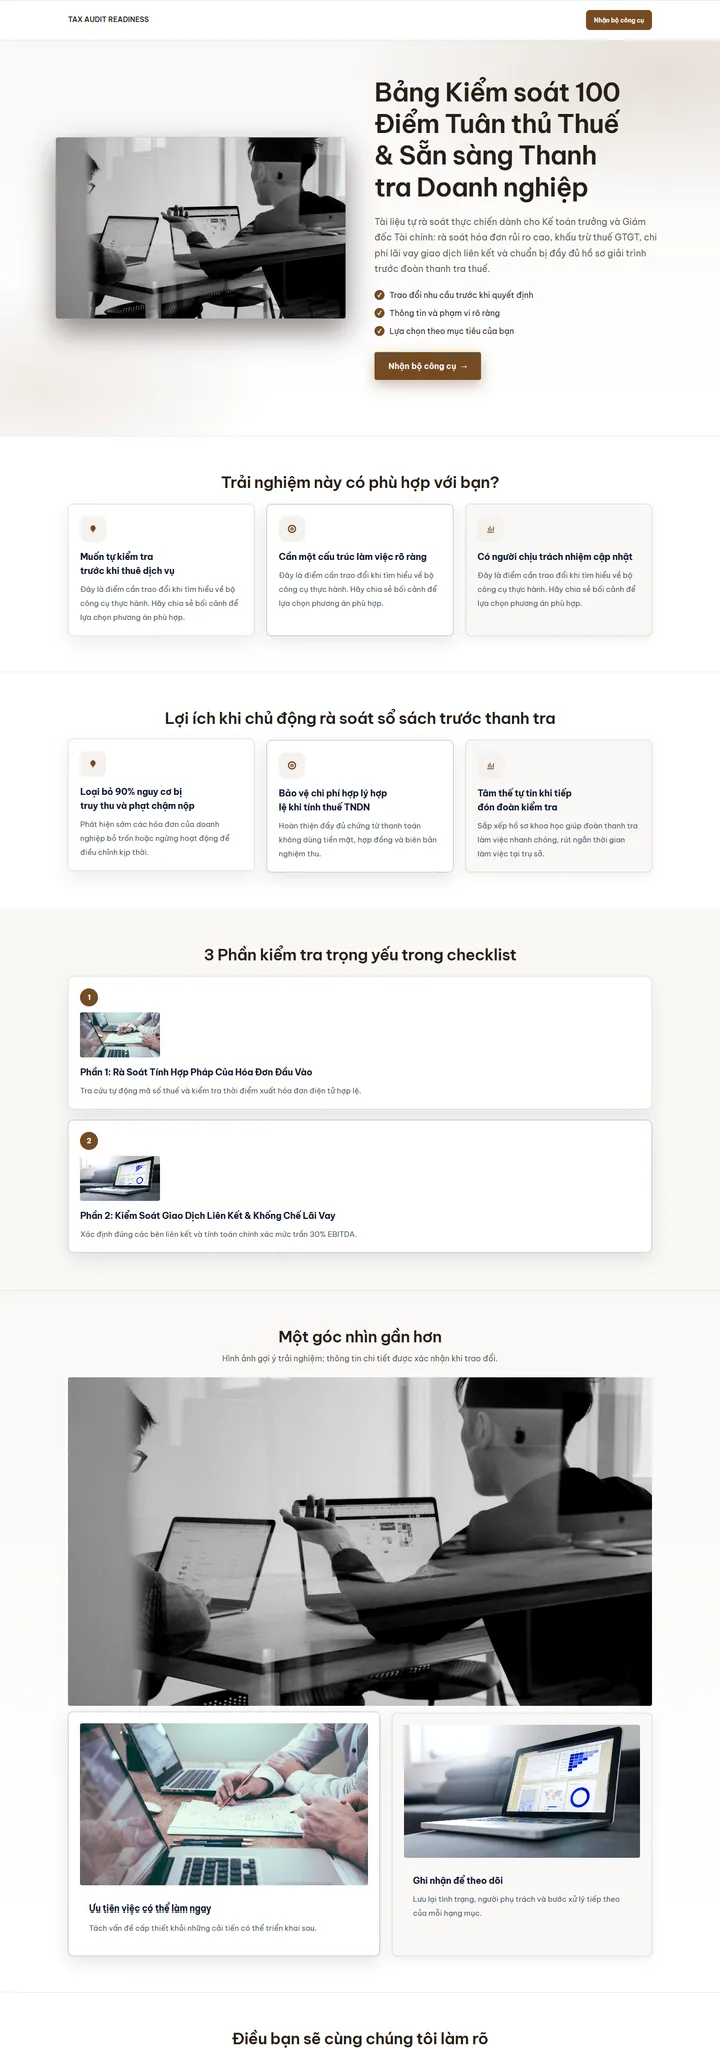 TAX AUDIT READINESS
Nhận bộ công cụ
Bảng Kiểm soát 100
Điểm Tuân thủ Thuế
& Sẵn sàng Thanh
tra Doanh nghiệp
Tài liệu tự rà soát thực chiến dành cho Kế toán trưởng và Giám
đốc Tài chính: rà soát hóa đơn rủi ro cao, khấu trừ thuế GTGT, chi
phí lãi vay giao dịch liên kết và chuẩn bị đầy đủ hồ sơ giải trình
trước đoàn thanh tra thuế.
Trao đổi nhu cầu trước khi quyết định
Thông tin và phạm vi rõ ràng
Lựa chọn theo mục tiêu của bạn
Nhận bộ công cụ →
Trải nghiệm này có phù hợp với bạn?
Muốn tự kiểm tra
trước khi thuê dịch vụ
Đây là điểm cần trao đổi khi tìm hiểu về bộ
công cụ thực hành. Hãy chia sẻ bối cảnh để
lựa chọn phương án phù hợp.
Cần một cấu trúc làm việc rõ ràng
Đây là điểm cần trao đổi khi tìm hiểu về bộ
công cụ thực hành. Hãy chia sẻ bối cảnh để
lựa chọn phương án phù hợp.
Có người chịu trách nhiệm cập nhật
Đây là điểm cần trao đổi khi tìm hiểu về bộ
công cụ thực hành. Hãy chia sẻ bối cảnh để
lựa chọn phương án phù hợp.
Lợi ích khi chủ động rà soát sổ sách trước thanh tra
Loại bỏ 90% nguy cơ bị
truy thu và phạt chậm nộp
Phát hiện sớm các hóa đơn của doanh
nghiệp bỏ trốn hoặc ngừng hoạt động để
điều chỉnh kịp thời.
Bảo vệ chi phí hợp lý hợp
lệ khi tính thuế TNDN
Hoàn thiện đầy đủ chứng từ thanh toán
không dùng tiền mặt, hợp đồng và biên bản
nghiệm thu.
Tâm thế tự tin khi tiếp
đón đoàn kiểm tra
Sắp xếp hồ sơ khoa học giúp đoàn thanh tra
làm việc nhanh chóng, rút ngắn thời gian
làm việc tại trụ sở.
3 Phần kiểm tra trọng yếu trong checklist
1
Phần 1: Rà Soát Tính Hợp Pháp Của Hóa Đơn Đầu Vào
Tra cứu tự động mã số thuế và kiểm tra thời điểm xuất hóa đơn điện tử hợp lệ.
2
Phần 2: Kiểm Soát Giao Dịch Liên Kết & Khống Chế Lãi Vay
Xác định đúng các bên liên kết và tính toán chính xác mức trần 30% EBITDA.
Một góc nhìn gần hơn
Hình ảnh gợi ý trải nghiệm; thông tin chi tiết được xác nhận khi trao đổi.
Ưu tiên việc có thể làm ngay
Tách vấn đề cấp thiết khỏi những cải tiến có thể triển khai sau.
Ghi nhận để theo dõi
Lưu lại tình trạng, người phụ trách và bước xử lý tiếp theo
của mỗi hạng mục.
Điều bạn sẽ cùng chúng tôi làm rõ